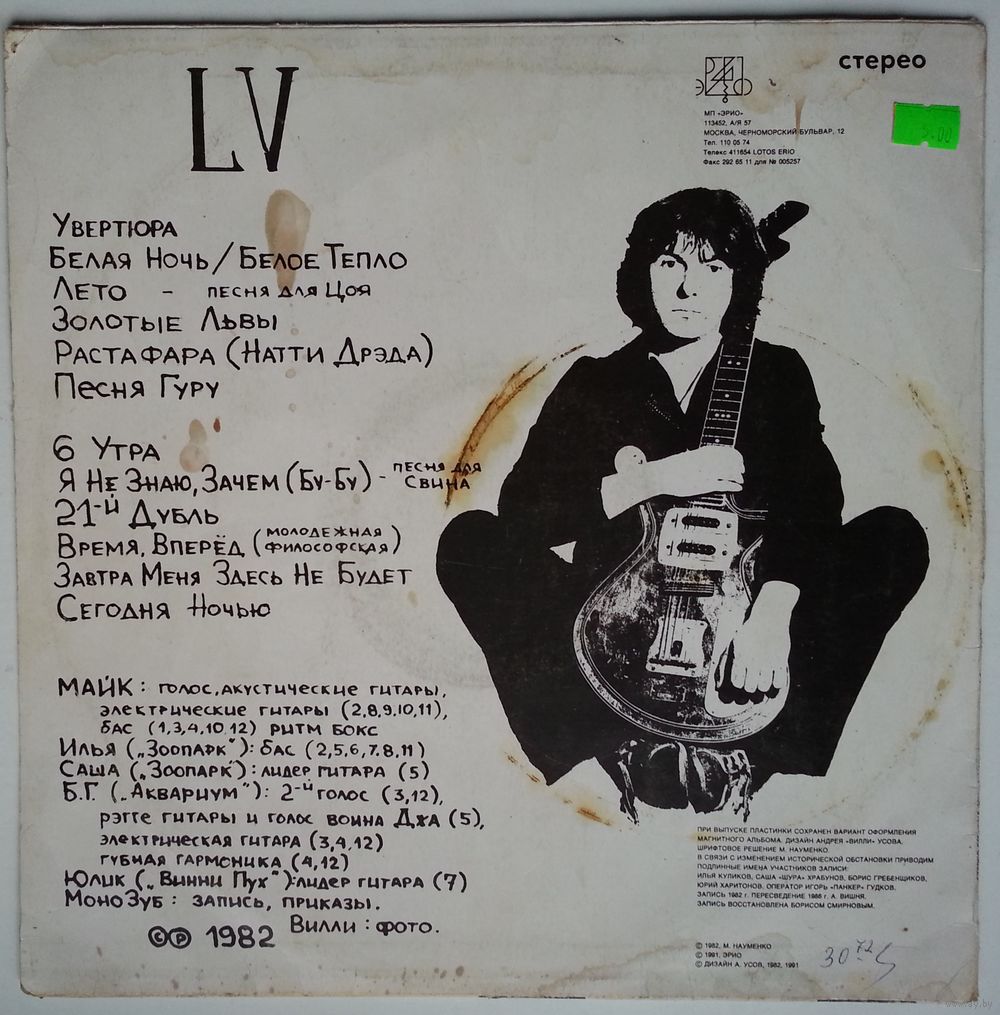 LV
стерео
5.00
ЭРИО
МП «ЭРИО»
113452, А/Я 57
МОСКВА, ЧЕРНОМОРСКИЙ БУЛЬВАР, 12
Тел. 110 05 74
Телекс 411654 LOTOS ERIO
Факс 292 65 11 для № 005257
Увертюра
Белая Ночь/Белое Тепло
Лето - песня для Цоя
Золотые Львы
Растафара (Натти Дрэда)
Песня Гуру
6 Утра
Я Не Знаю, Зачем (Бу-Бу) - песня для Свина
21-й Дубль
Время, Вперёд (молодежная философская)
Завтра Меня Здесь Не Будет
Сегодня Ночью
МАЙК: голос, акустические гитары,
электрические гитары (2,8,9,10,11),
бас (1,3,4,10,12) ритм бокс
Илья („Зоопарк"): бас (2,5,6,7,8,11)
Саша („Зоопарк"): лидер гитара (5)
Б.Г. („Аквариум"): 2-й голос (3,12),
рэгге гитары и голос воина Джа (5),
электрическая гитара (3,4,12)
губная гармоника (4,12)
Юлик („Винни Пух"): лидер гитара (7)
МоноЗуб: запись, приказы.
Вилли: фото.
© ℗ 1982
ПРИ ВЫПУСКЕ ПЛАСТИНКИ СОХРАНЕН ВАРИАНТ ОФОРМЛЕНИЯ
МАГНИТНОГО АЛЬБОМА. ДИЗАЙН АНДРЕЯ «ВИЛЛИ» УСОВА.
ШРИФТОВОЕ РЕШЕНИЕ М. НАУМЕНКО.
В СВЯЗИ С ИЗМЕНЕНИЕМ ИСТОРИЧЕСКОЙ ОБСТАНОВКИ ПРИВОДИМ
ПОДЛИННЫЕ ИМЕНА УЧАСТНИКОВ ЗАПИСИ:
ИЛЬЯ КУЛИКОВ, САША «ЩУРА» ХРАБУНОВ, БОРИС ГРЕБЕНЩИКОВ,
ЮРИЙ ХАРИТОНОВ. ОПЕРАТОР ИГОРЬ «ПАНКЕР» ГУДКОВ.
ЗАПИСЬ 1982 г. ПЕРЕСВЕДЕНИЕ 1986 г. А. ВИШНЯ.
ЗАПИСЬ ВОССТАНОВЛЕНА БОРИСОМ СМИРНОВЫМ.
© 1982, М. НАУМЕНКО
© 1991, ЭРИО
© ДИЗАЙН А. УСОВ, 1982, 1991
30-72
www.ay.by